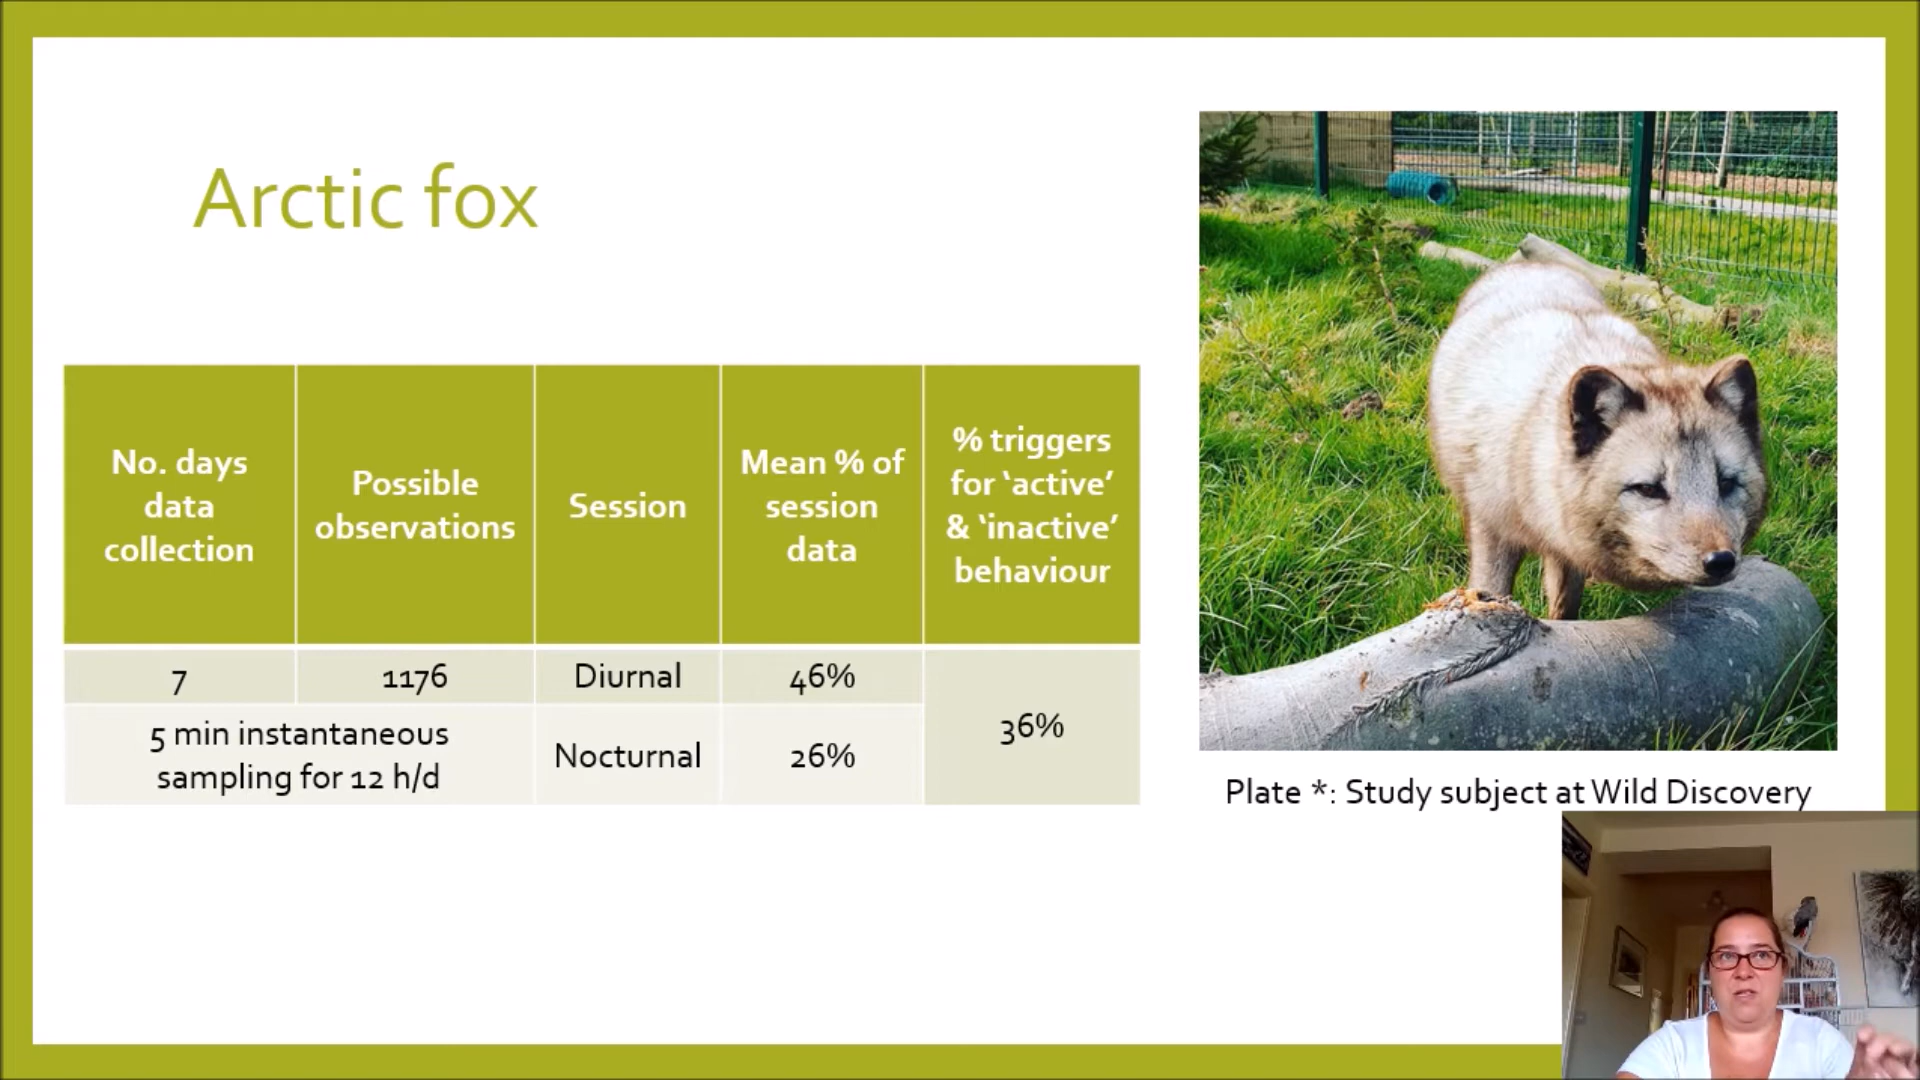 Arctic fox
No. days
data
collection
Possible
observations
Session
Mean % of
session
data
% triggers
for ‘active’
& ‘inactive’
behaviour
7
1176
Diurnal
46%
36%
5 min instantaneous
sampling for 12 h/d
Nocturnal
26%
Plate *: Study subject at Wild Discovery